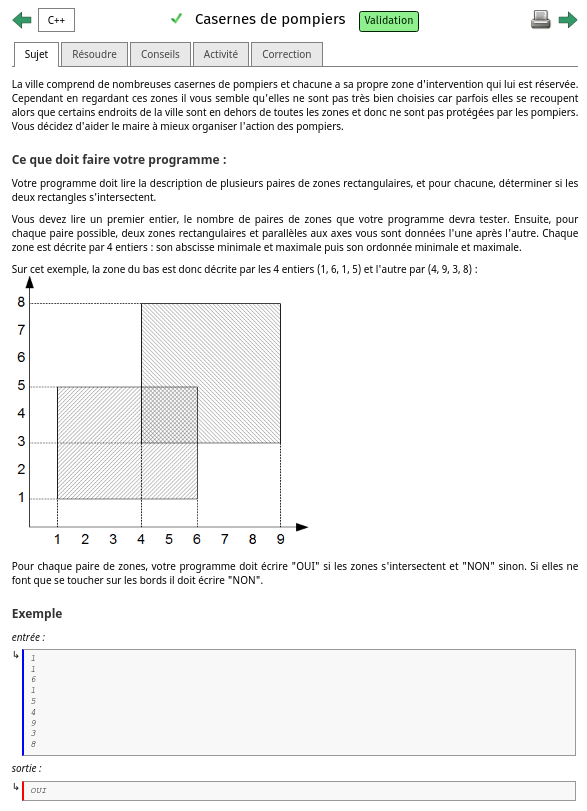 C++
Casernes de pompiers
Validation
Sujet
Résoudre
Conseils
Activité
Correction
La ville comprend de nombreuses casernes de pompiers et chacune a sa propre zone d'intervention qui lui est réservée.
Cependant en regardant ces zones il vous semble qu'elles ne sont pas très bien choisies car parfois elles se recoupent
alors que certains endroits de la ville sont en dehors de toutes les zones et donc ne sont pas protégées par les pompiers.
Vous décidez d'aider le maire à mieux organiser l'action des pompiers.
Ce que doit faire votre programme :
Votre programme doit lire la description de plusieurs paires de zones rectangulaires, et pour chacune, déterminer si les
deux rectangles s'intersectent.
Vous devez lire un premier entier, le nombre de paires de zones que votre programme devra tester. Ensuite, pour
chaque paire possible, deux zones rectangulaires et parallèles aux axes vous sont données l'une après l'autre. Chaque
zone est décrite par 4 entiers : son abscisse minimale et maximale puis son ordonnée minimale et maximale.
Sur cet exemple, la zone du bas est donc décrite par les 4 entiers (1, 6, 1, 5) et l'autre par (4, 9, 3, 8) :
8
7
6
5
4
3
2
1
1 2 3 4 5 6 7 8 9
Pour chaque paire de zones, votre programme doit écrire "OUI" si les zones s'intersectent et "NON" sinon. Si elles ne
font que se toucher sur les bords il doit écrire "NON".
Exemple
entrée :
1
1
6
1
5
4
9
3
8
sortie :
OUI